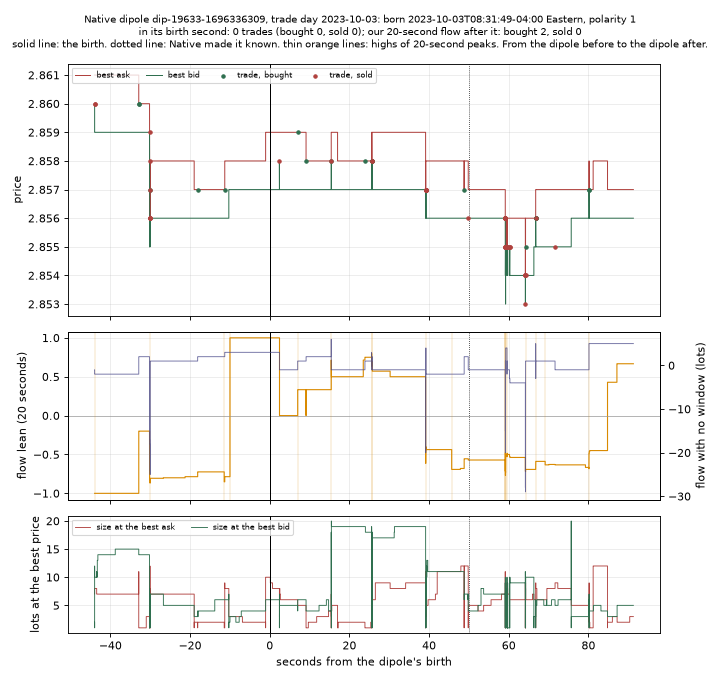 Native dipole dip-19633-1696336309, trade day 2023-10-03: born 2023-10-03T08:31:49-04:00 Eastern, polarity 1
in its birth second: 0 trades (bought 0, sold 0); our 20-second flow after it: bought 2, sold 0
solid line: the birth. dotted line: Native made it known. thin orange lines: highs of 20-second peaks. From the dipole before to the dipole after.
best ask best bid trade, bought trade, sold
2.861
2.860
2.859
2.858
2.857
2.856
2.855
2.854
2.853
price
1.0
0.5
0.0
−0.5
−1.0
flow lean (20 seconds)
0
−10
−20
−30
flow with no window (lots)
size at the best ask size at the best bid
20
15
10
5
lots at the best price
−40 −20 0 20 40 60 80
seconds from the dipole's birth